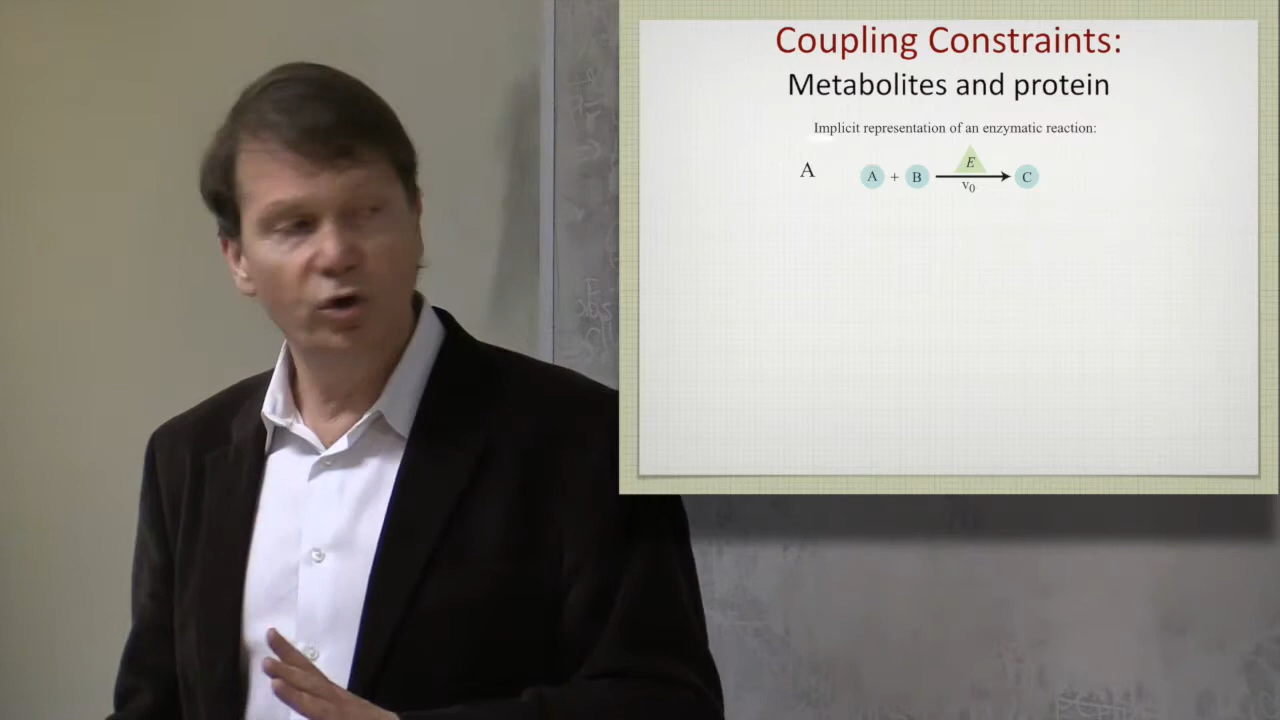 Coupling Constraints:
Metabolites and protein
Implicit representation of an enzymatic reaction:
A
E
A + B C
v0